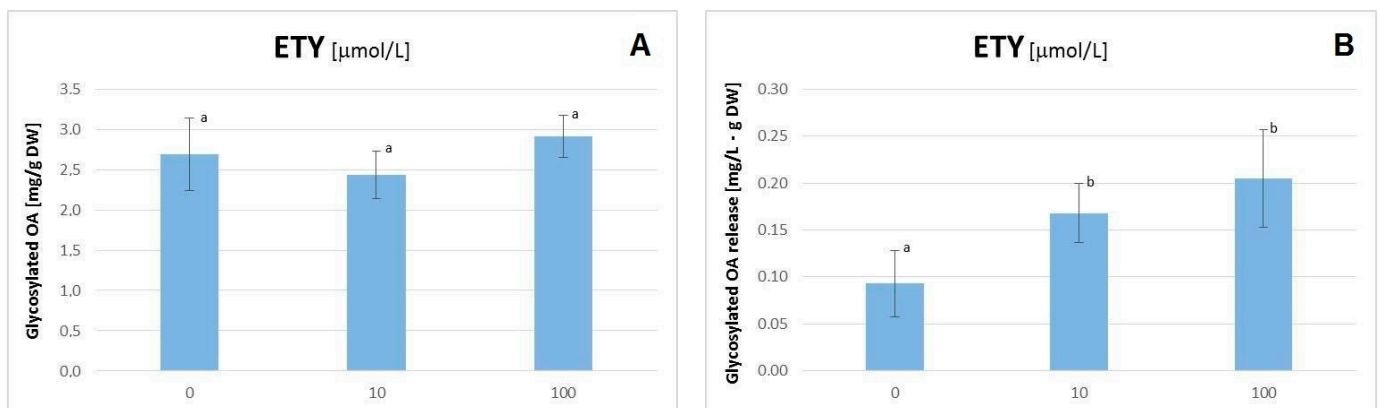 ETY [μmol/L]
A
Glycosylated OA [mg/g DW]
3.5
3.0
2.5
2.0
1,5
1,0
0,5
0,0
a
a
a
0
10
100
ETY [μmol/L]
B
Glycosylated OA release [mg/L - g DW]
0.30
0.25
0.20
0.15
0.10
0.05
0.00
a
b
b
0
10
100